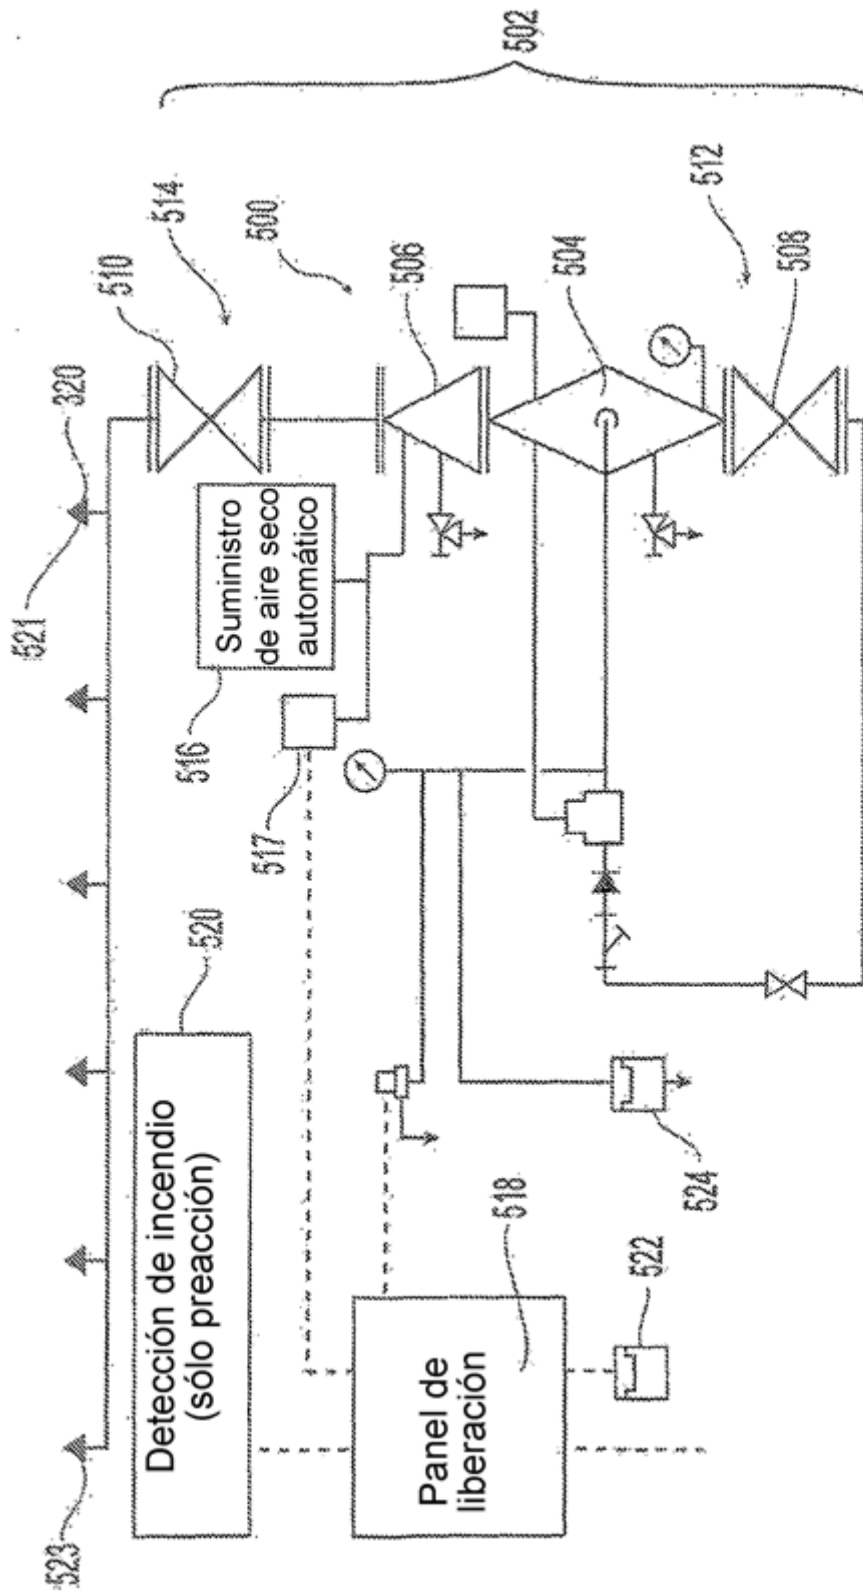 502
514
510
500
512
320
506
504
508
521
Suministro
de aire seco
automático
516
517
520
Detección de incendio
(sólo preacción)
518
524
522
Panel de
liberación
523